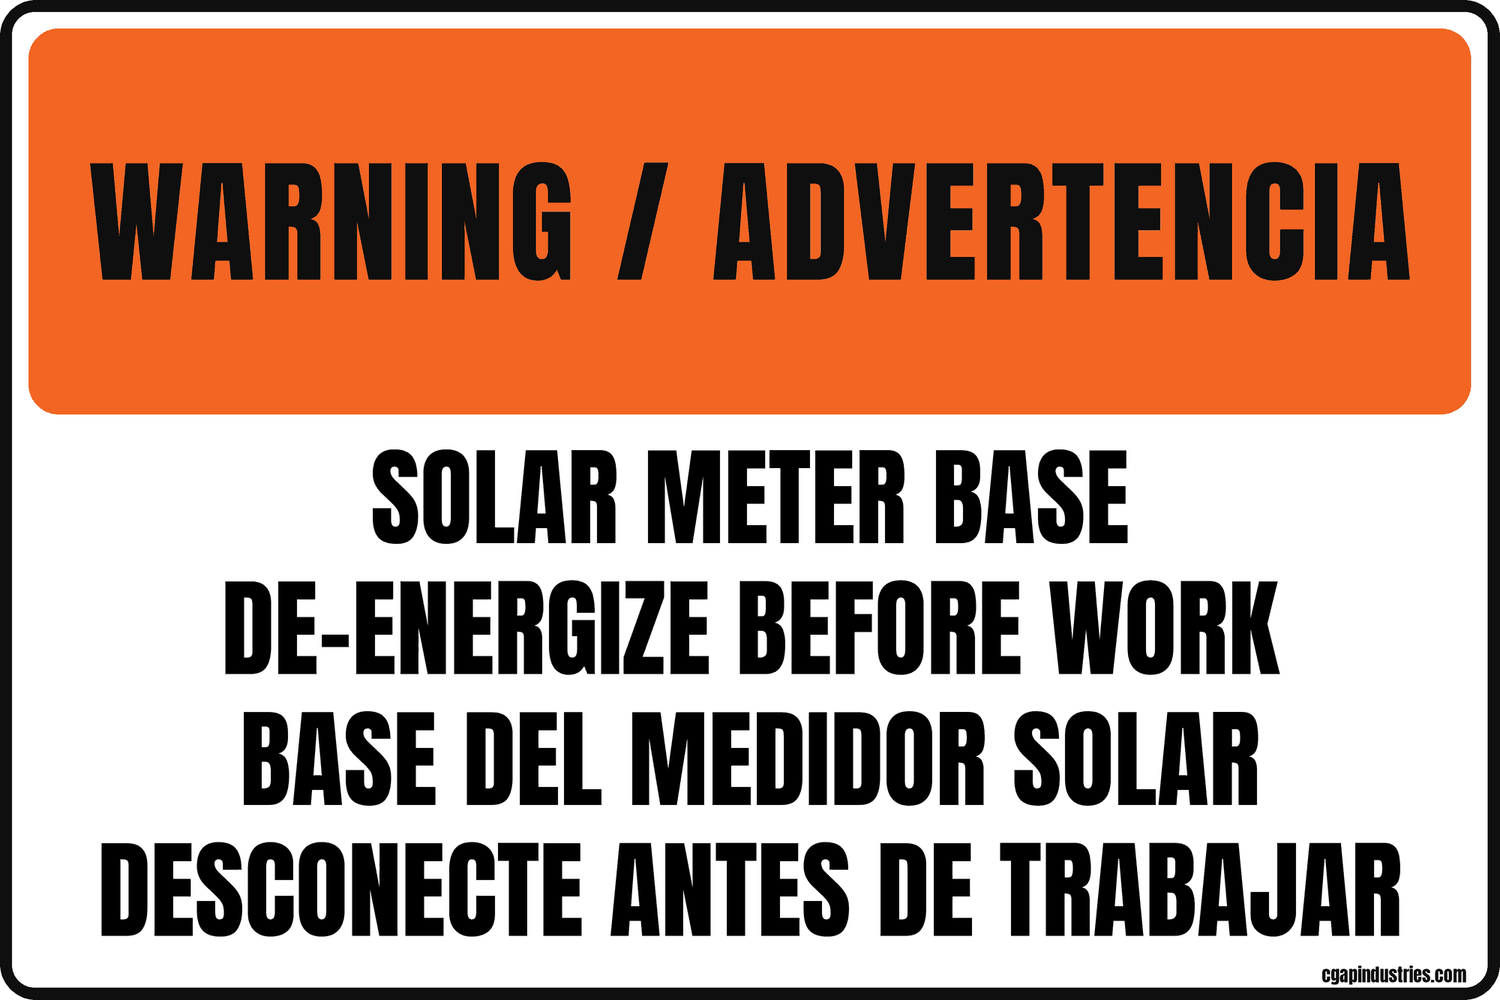 WARNING / ADVERTENCIA
SOLAR METER BASE
DE-ENERGIZE BEFORE WORK
BASE DEL MEDIDOR SOLAR
DESCONECTE ANTES DE TRABAJAR
cgapindustries.com